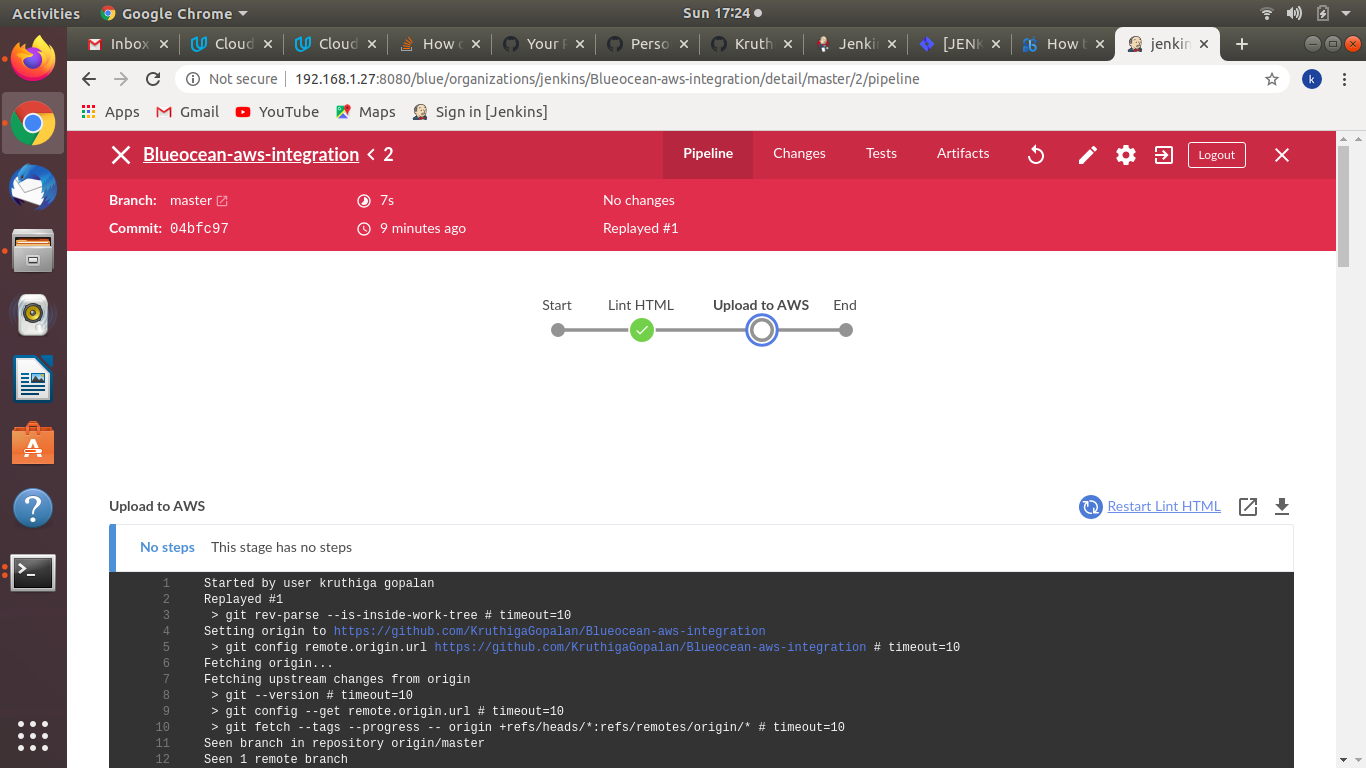 Activities
Google Chrome
Sun 17:24
Inbox
Cloud
Cloud
How
Your
Perso
Kruth
Jenki
[JENK
How t
jenkin
Not secure
192.168.1.27:8080/blue/organizations/jenkins/Blueocean-aws-integration/detail/master/2/pipeline
k
Apps
Gmail
YouTube
Maps
Sign in [Jenkins]
Blueocean-aws-integration < 2
Pipeline
Changes
Tests
Artifacts
Logout
Branch: master
7s
No changes
Commit: 04bfc97
9 minutes ago
Replayed #1
Start
Lint HTML
Upload to AWS
End
Upload to AWS
Restart Lint HTML
No steps This stage has no steps
1 Started by user kruthiga gopalan
2 Replayed #1
3 > git rev-parse --is-inside-work-tree # timeout=10
4 Setting origin to https://github.com/KruthigaGopalan/Blueocean-aws-integration
5 > git config remote.origin.url https://github.com/KruthigaGopalan/Blueocean-aws-integration # timeout=10
6 Fetching origin...
7 Fetching upstream changes from origin
8 > git --version # timeout=10
9 > git config --get remote.origin.url # timeout=10
10 > git fetch --tags --progress -- origin +refs/heads/*:refs/remotes/origin/* # timeout=10
11 Seen branch in repository origin/master
12 Seen 1 remote branch